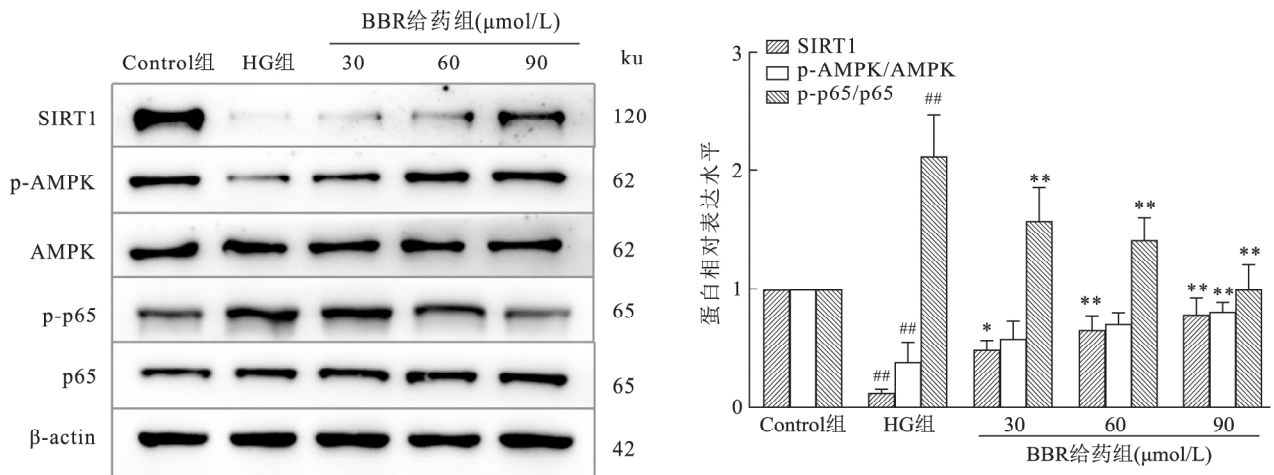 BBR给药组(μmol/L)
Control组 HG组 30 60 90 ku
SIRT1 120
p-AMPK 62
AMPK 62
p-p65 65
p65 65
β-actin 42
蛋白相对表达水平
3
2
1
0
SIRT1
p-AMPK/AMPK
p-p65/p65
## ## ##
* **
** **
** ** **
Control组 HG组 30 60 90
BBR给药组(μmol/L)